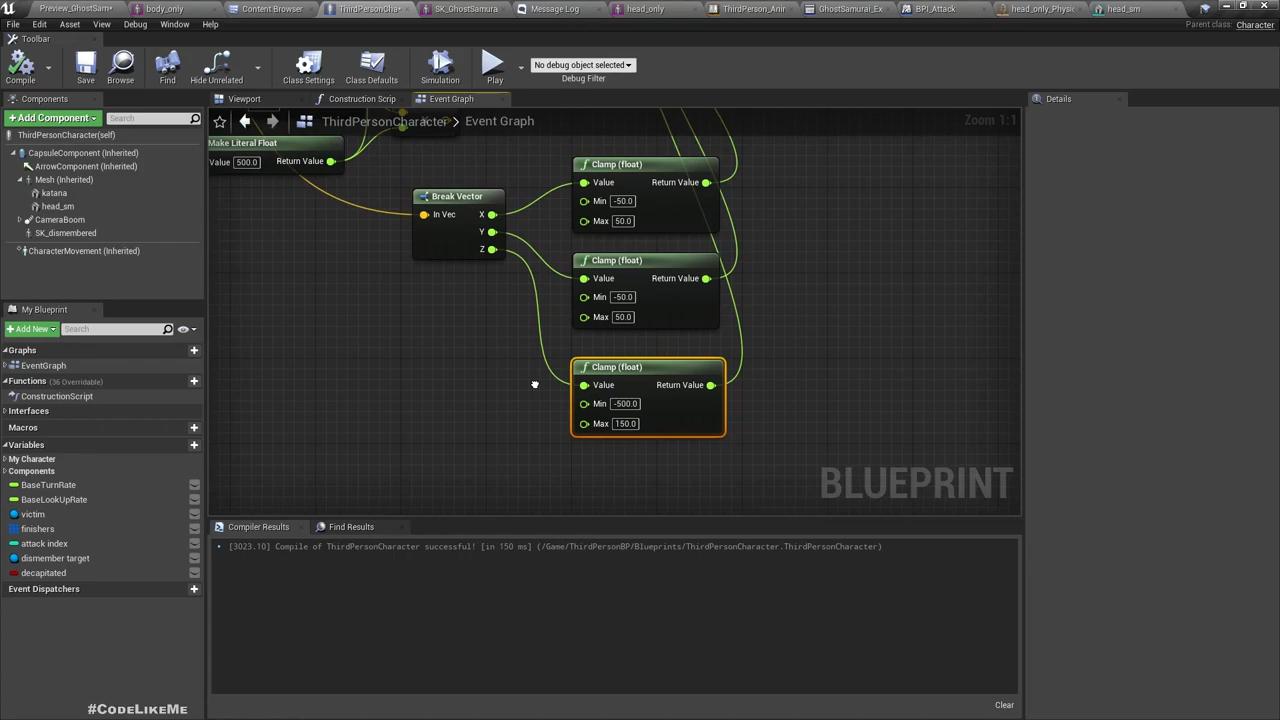 Preview_GhostSam*
body_only
Content Browser
ThirdPersonCha*
SK_GhostSamura
Message Log
head_only
ThirdPerson_Anir
GhostSamurai_Ex
BPI_Attack
head_only_Physic
head_sm
File Edit Asset View Debug Window Help
Parent class: Character
Toolbar
Compile Save Browse Find Hide Unrelated Class Settings Class Defaults Simulation Play
No debug object selected
Debug Filter
Components
+Add Component
Search
ThirdPersonCharacter(self)
CapsuleComponent (Inherited)
ArrowComponent (Inherited)
Mesh (Inherited)
katana
head_sm
CameraBoom
SK_dismembered
CharacterMovement (Inherited)
My Blueprint
+Add New
Search
Graphs
EventGraph
Functions (36 Overridable)
ConstructionScript
Interfaces
Macros
Variables
My Character
Components
BaseTurnRate
BaseLookUpRate
victim
finishers
attack index
dismember target
decapitated
Event Dispatchers
#CodeLikeMe
Viewport
Construction Scrip
Event Graph
ThirdPersonCharacter > Event Graph
Zoom 1:1
Make Literal Float
Value 500.0 Return Value
Break Vector
In Vec X
Y
Z
Clamp (float)
Value Return Value
Min -50.0
Max 50.0
Clamp (float)
Value Return Value
Min -50.0
Max 50.0
Clamp (float)
Value Return Value
Min -500.0
Max 150.0
BLUEPRINT
Compiler Results
Find Results
[3023.10] Compile of ThirdPersonCharacter successful! [in 150 ms] (/Game/ThirdPersonBP/Blueprints/ThirdPersonCharacter.ThirdPersonCharacter)
Clear
Details